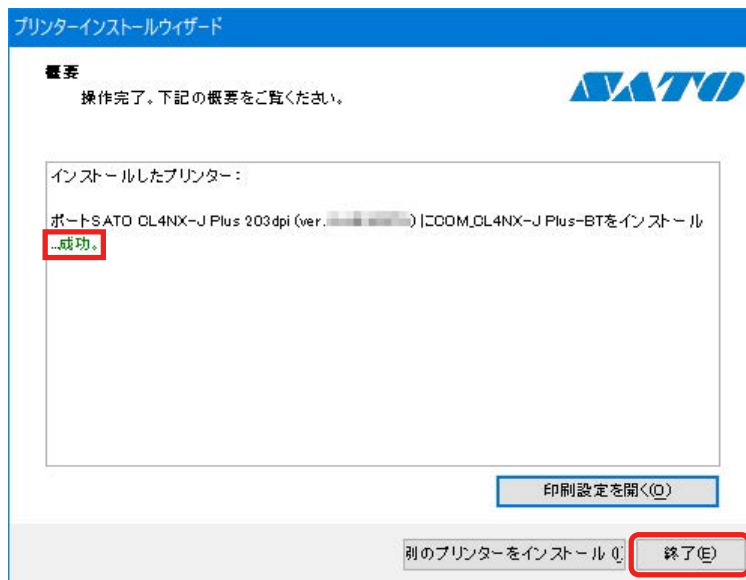 プリンターインストールウィザード
概要
操作完了。下記の概要をご覧ください。
SATO
インストールしたプリンター:
ポートSATO CL4NX-J Plus 203dpi (ver. ) |にCOM_CL4NX-J Plus-BTをインストール
...成功。
印刷設定を開く(O)
別のプリンターをインストール (I)
終了(E)